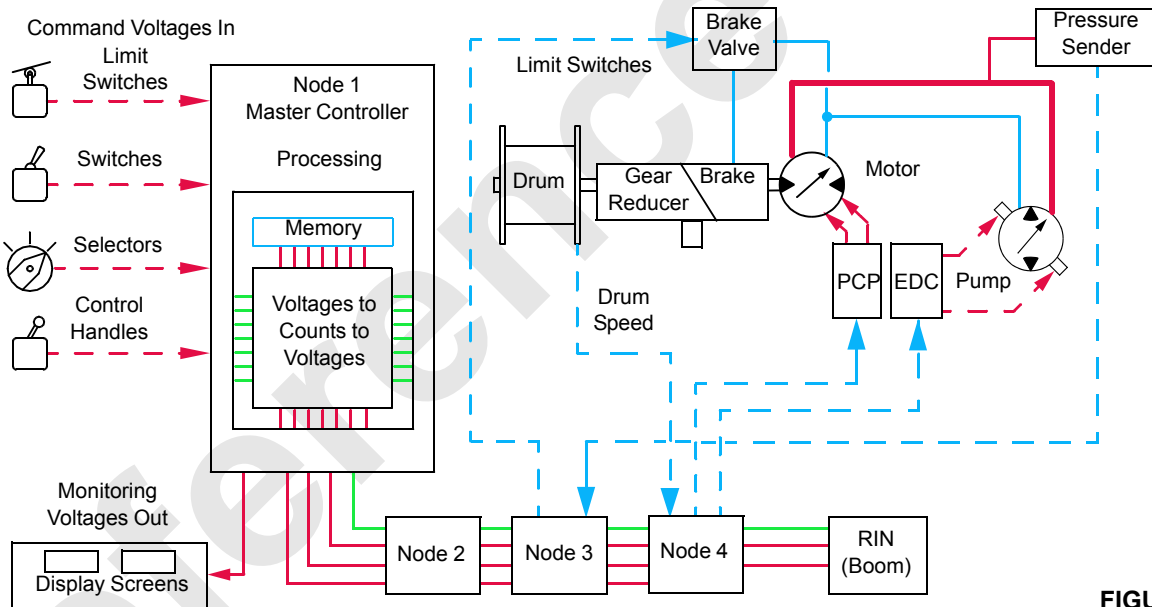 Command Voltages In
Limit
Switches
Switches
Selectors
Control
Handles
Node 1
Master Controller
Processing
Memory
Voltages to
Counts to
Voltages
Monitoring
Voltages Out
Display Screens
Node 2
Node 3
Node 4
RIN
(Boom)
Limit Switches
Brake
Valve
Pressure
Sender
Drum
Gear
Reducer
Brake
Motor
PCP
EDC
Pump
Drum
Speed
FIGU
eference